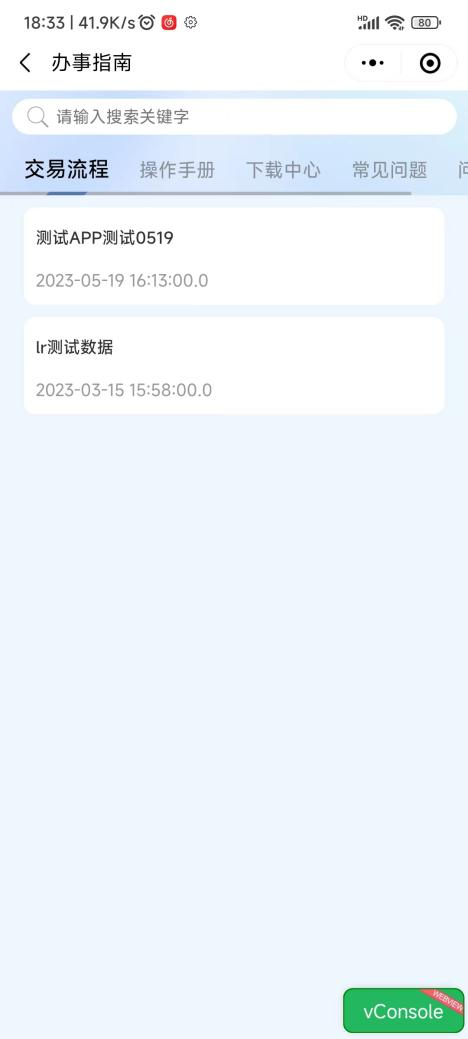 18:33 | 41.9K/s
HD
80
办事指南
请输入搜索关键字
交易流程 操作手册 下载中心 常见问题
测试APP测试0519
2023-05-19 16:13:00.0
lr测试数据
2023-03-15 15:58:00.0
WEBVIEW
vConsole